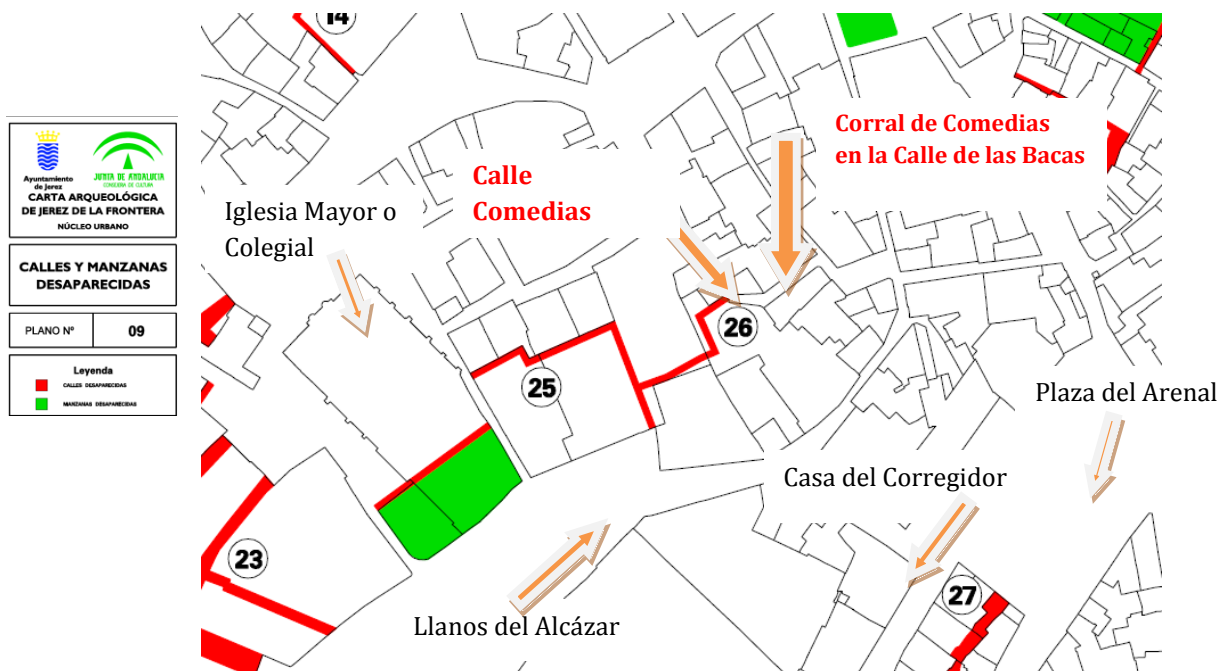 Ayuntamiento
de Jerez
JUNTA DE ANDALUCIA
CONSEJERIA DE CULTURA
CARTA ARQUEOLÓGICA
DE JEREZ DE LA FRONTERA
NÚCLEO URBANO
CALLES Y MANZANAS
DESAPARECIDAS
PLANO Nº 09
Leyenda
CALLES DESAPARECIDAS
MANZANAS DESAPARECIDAS
14
Corral de Comedias
en la Calle de las Bacas
Calle
Comedias
Iglesia Mayor o
Colegial
26
25
Plaza del Arenal
Casa del Corregidor
23
27
Llanos del Alcázar